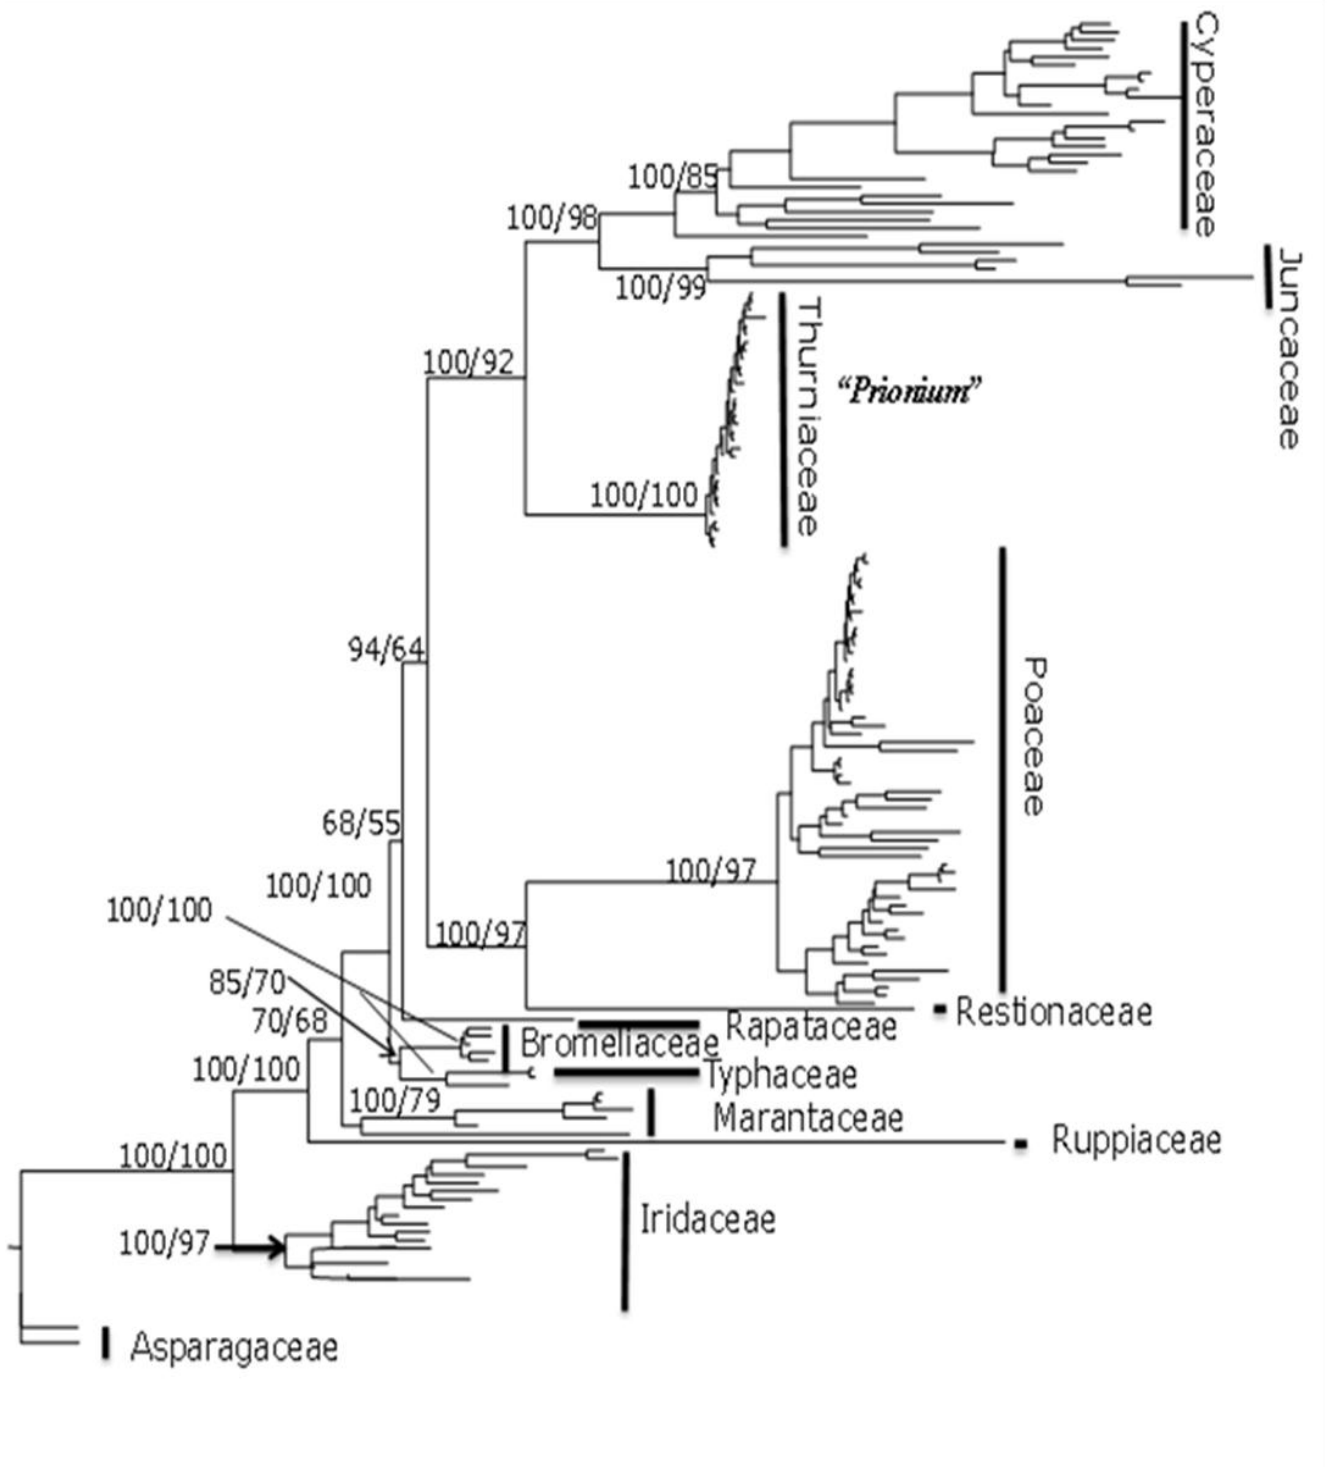 Cyperaceae
100/85
100/98
Juncaceae
100/99
Thurniaceae
100/92
“Prionium”
100/100
94/64
Poaceae
68/55
100/97
100/100
100/100
100/97
85/70
Restionaceae
70/68
Rapataceae
Bromeliaceae
100/100
Typhaceae
100/79
Marantaceae
Ruppiaceae
100/100
Iridaceae
100/97
Asparagaceae